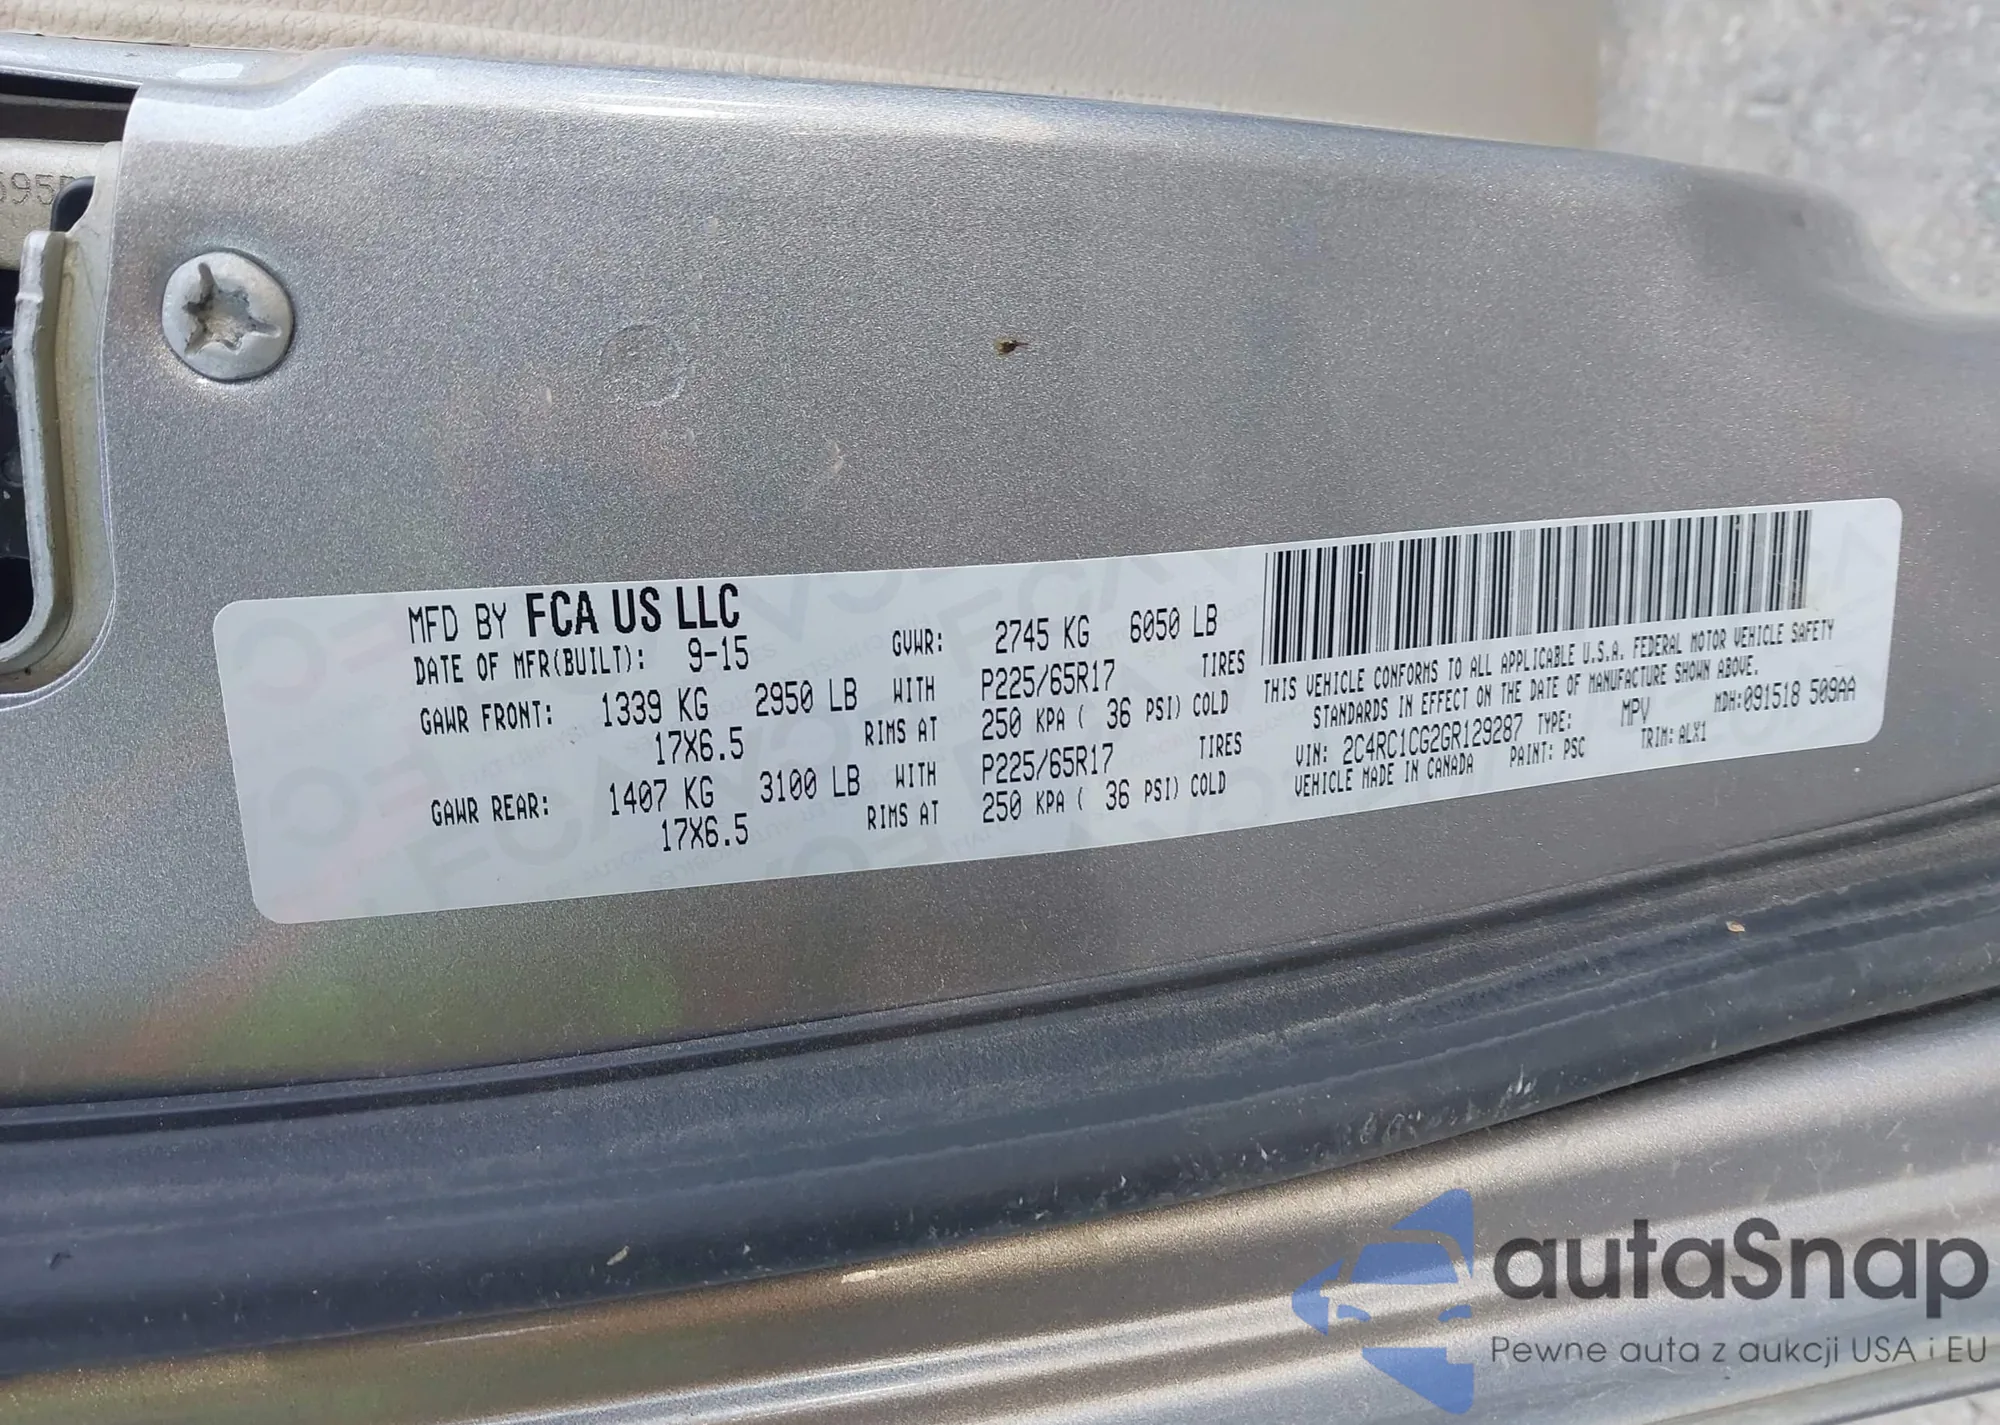 695
MFD BY FCA US LLC
DATE OF MFR(BUILT): 9-15 GVWR: 2745 KG 6050 LB
GAWR FRONT: 1339 KG 2950 LB WITH P225/65R17 TIRES
17X6.5 RIMS AT 250 KPA ( 36 PSI) COLD
GAWR REAR: 1407 KG 3100 LB WITH P225/65R17 TIRES
17X6.5 RIMS AT 250 KPA ( 36 PSI) COLD
THIS VEHICLE CONFORMS TO ALL APPLICABLE U.S.A. FEDERAL MOTOR VEHICLE SAFETY
STANDARDS IN EFFECT ON THE DATE OF MANUFACTURE SHOWN ABOVE.
VIN: 2C4RC1CG2GR129287 TYPE: MPV MDH:091518 509AA
VEHICLE MADE IN CANADA PAINT: PSC TRIM: ALX1
autaSnap
Pewne auta z aukcji USA i EU